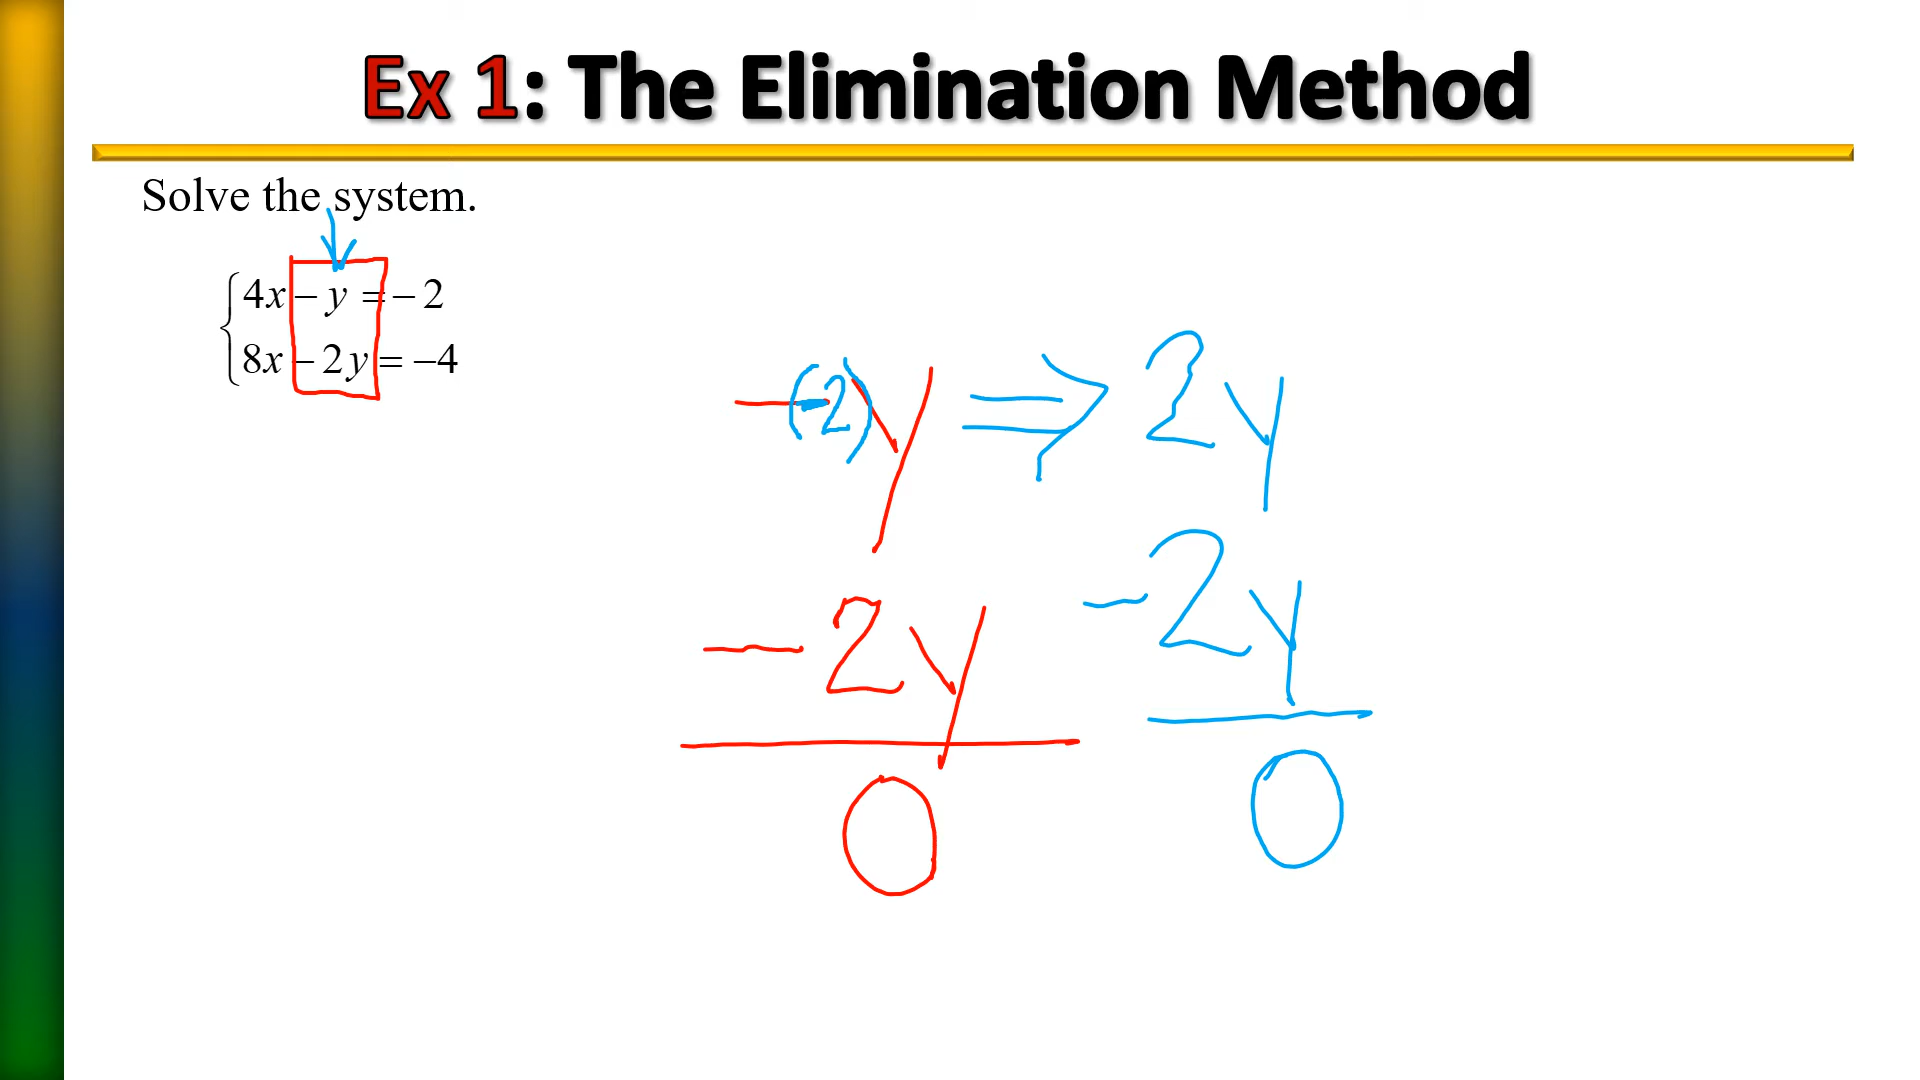 Ex 1: The Elimination Method
Solve the system.
4x − y = − 2
8x − 2y = −4
−(-2)y ⇒ 2y
− 2y
− 2y
0
0